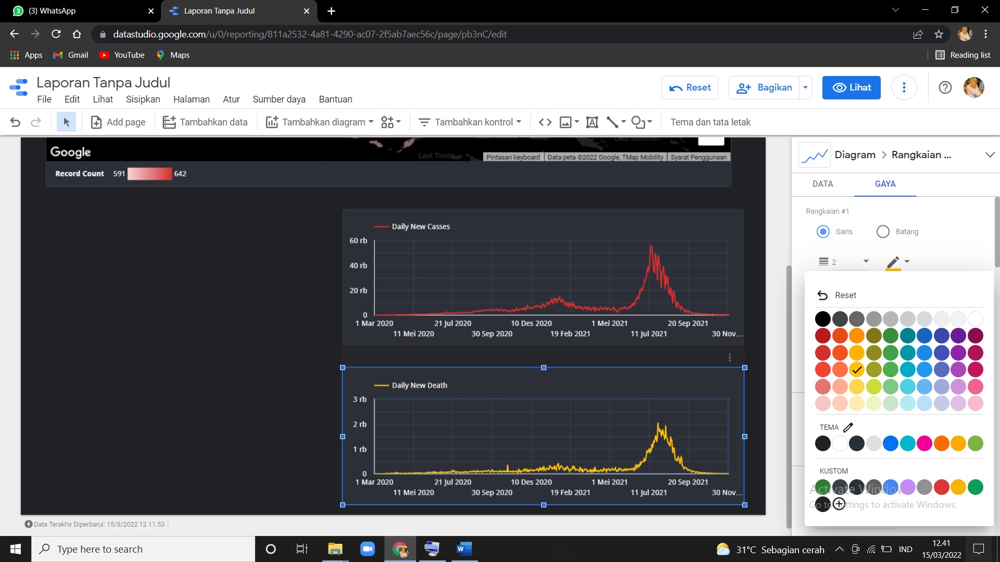 (3) WhatsApp
Laporan Tanpa Judul
datastudio.google.com/u/0/reporting/811a2532-4a81-4290-ac07-2f5ab7aec56c/page/pb3nC/edit
Apps Gmail YouTube Maps Reading list
Laporan Tanpa Judul
File Edit Lihat Sisipkan Halaman Atur Sumber daya Bantuan
Reset Bagikan Lihat
Add page Tambahkan data Tambahkan diagram Tambahkan kontrol Tema dan tata letak
Google
Laut Timor
Laut Solomon
Pintasan keyboard Data peta ©2022 Google, TMap Mobility Syarat Penggunaan
Record Count 591 642
Daily New Casses
60 rb
40 rb
20 rb
0
1 Mar 2020 21 Jul 2020 10 Des 2020 1 Mei 2021 20 Sep 2021
11 Mei 2020 30 Sep 2020 19 Feb 2021 11 Jul 2021 30 Nov...
Daily New Death
3 rb
2 rb
1 rb
0
1 Mar 2020 21 Jul 2020 10 Des 2020 1 Mei 2021 20 Sep 2021
11 Mei 2020 30 Sep 2020 19 Feb 2021 11 Jul 2021 30 Nov...
Data Terakhir Diperbarui: 15/3/2022 12.11.53
Diagram > Rangkaian ...
DATA GAYA
Rangkaian #1
Garis Batang
2
Reset
TEMA
KUSTOM
Activate Windows
Go to Settings to activate Windows.
Type here to search
31°C Sebagian cerah
IND
12.41
15/03/2022